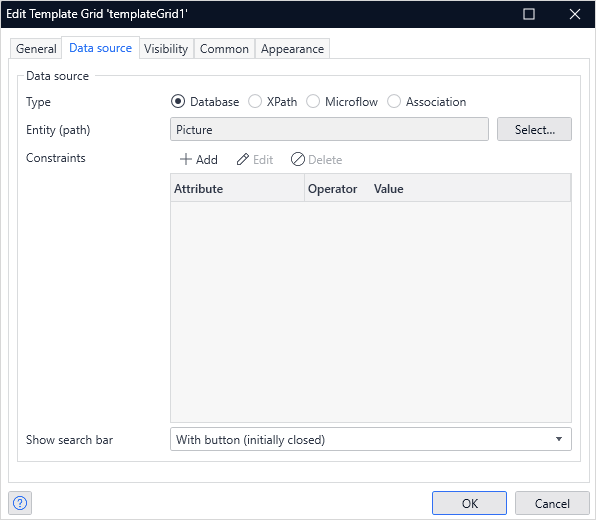 Edit Template Grid 'templateGrid1'
General Data source Visibility Common Appearance
Data source
Type Database XPath Microflow Association
Entity (path) Picture Select...
Constraints Add Edit Delete
Attribute Operator Value
Show search bar With button (initially closed)
? OK Cancel